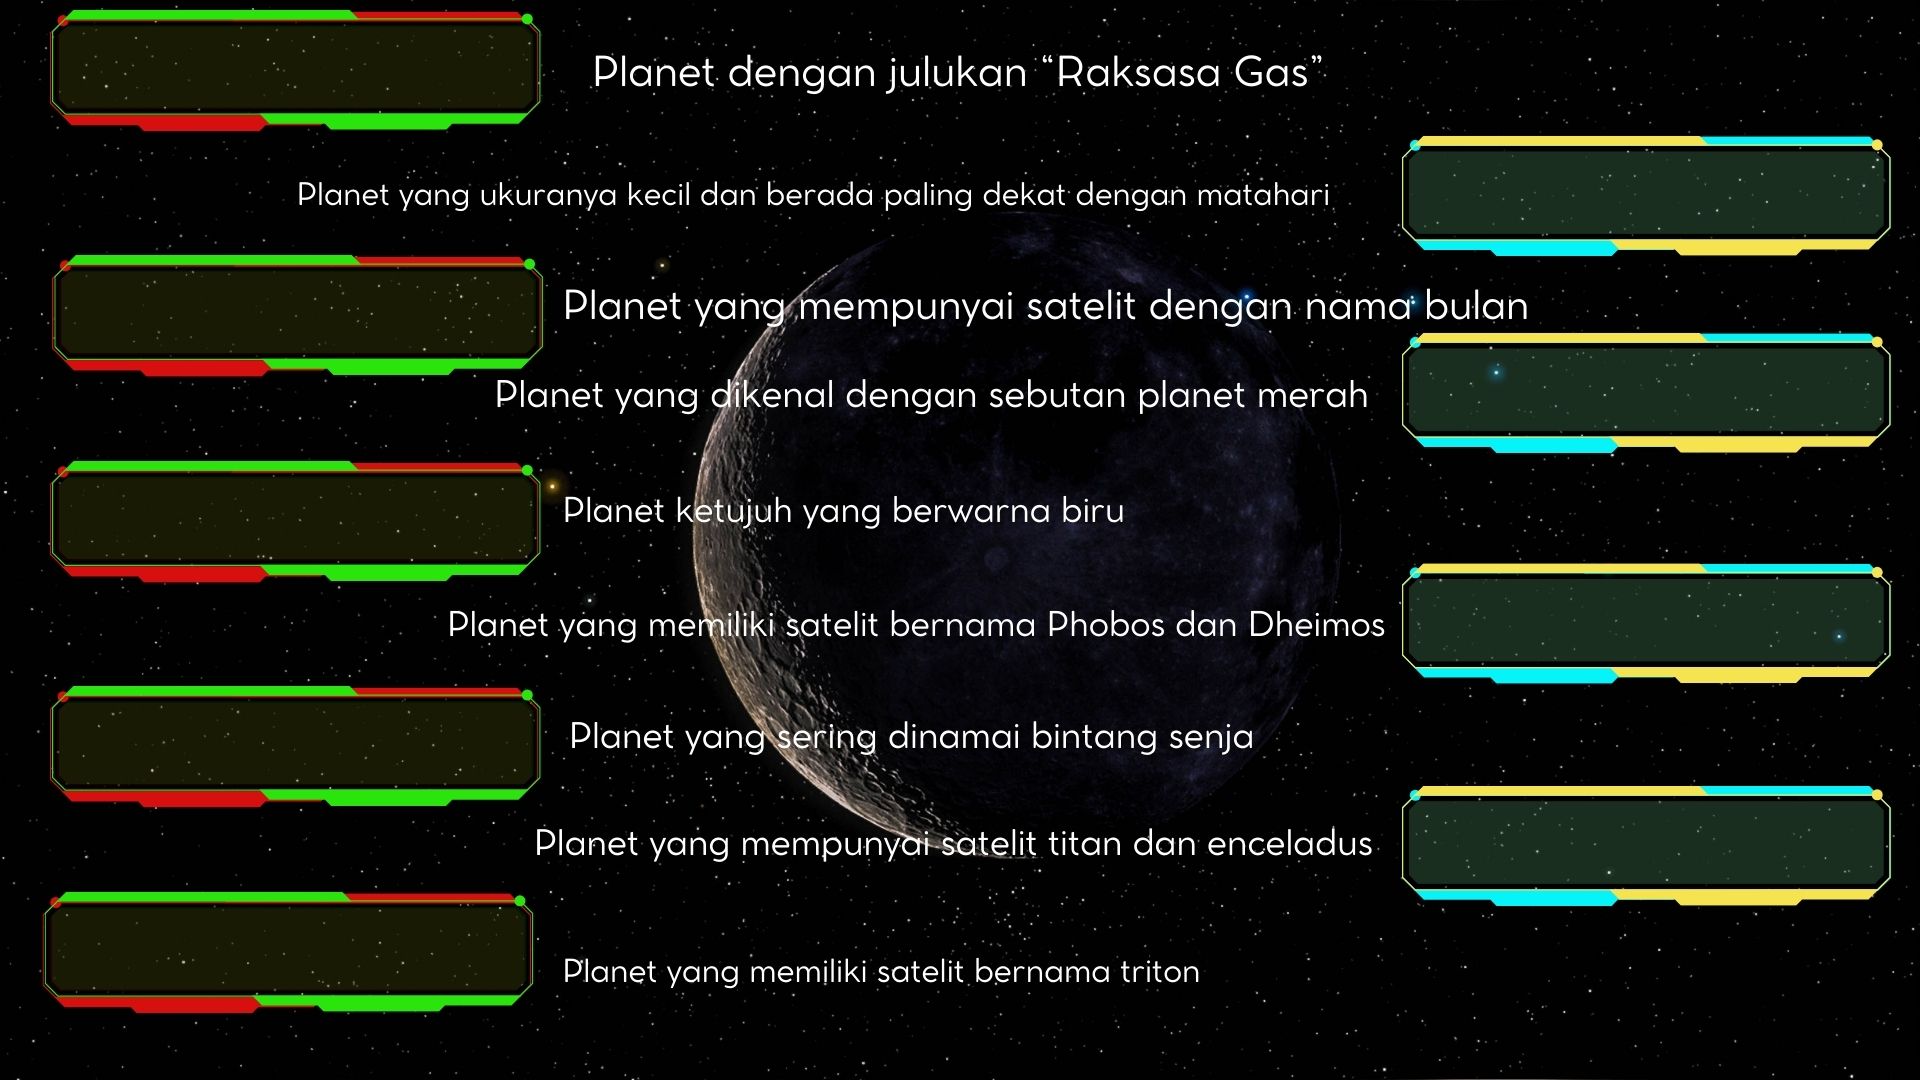 Planet dengan julukan “Raksasa Gas”
Planet yang ukuranya kecil dan berada paling dekat dengan matahari
Planet yang mempunyai satelit dengan nama bulan
Planet yang dikenal dengan sebutan planet merah
Planet ketujuh yang berwarna biru
Planet yang memiliki satelit bernama Phobos dan Dheimos
Planet yang sering dinamai bintang senja
Planet yang mempunyai satelit titan dan enceladus
Planet yang memiliki satelit bernama triton